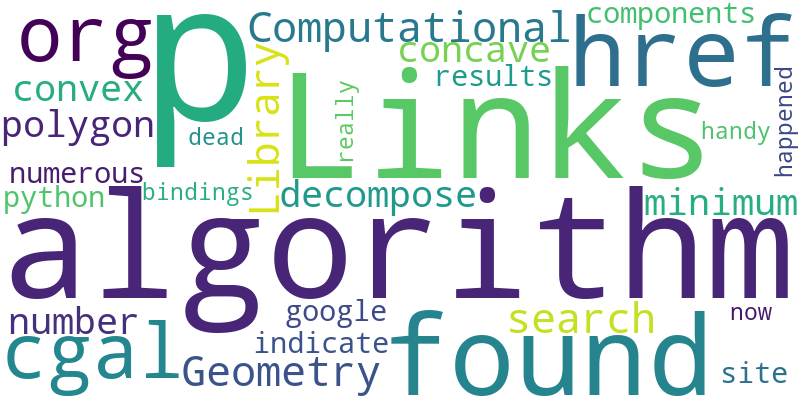 org
p
Computational
components
href
concave
convex
Library
results
Links
polygon
dead
really
handy
happened
numerous
python
bindings
decompose
minimum
algorithm
number
google
search
now
cgal
indicate
found
Geometry
site